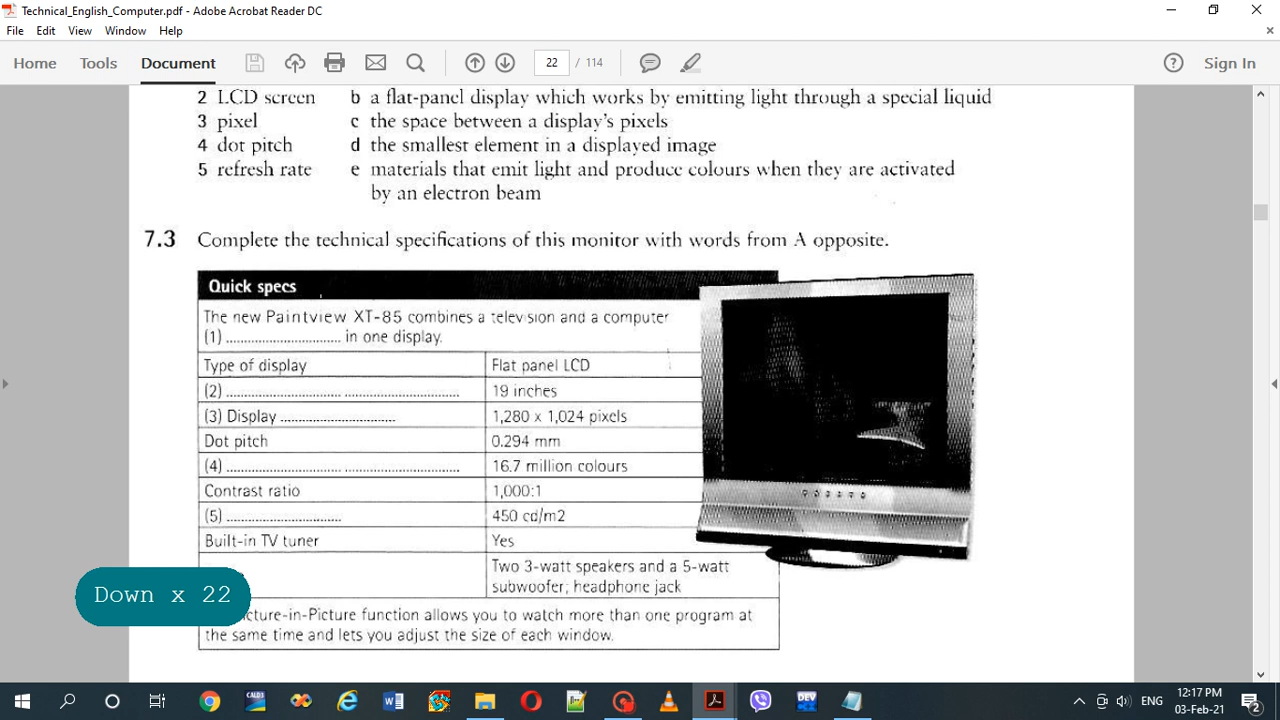 Technical_English_Computer.pdf - Adobe Acrobat Reader DC
File Edit View Window Help
Home Tools Document 22 / 114 Sign In
2 LCD screen b a flat-panel display which works by emitting light through a special liquid
3 pixel c the space between a display's pixels
4 dot pitch d the smallest element in a displayed image
5 refresh rate e materials that emit light and produce colours when they are activated
by an electron beam
7.3 Complete the technical specifications of this monitor with words from A opposite.
Quick specs
The new Paintview XT-85 combines a television and a computer
(1) .............................. in one display.
Type of display Flat panel LCD
(2) .............................. .............................. 19 inches
(3) Display .............................. 1,280 x 1,024 pixels
Dot pitch 0.294 mm
(4) .............................. .............................. 16.7 million colours
Contrast ratio 1,000:1
(5) .............................. 450 cd/m2
Built-in TV tuner Yes
Two 3-watt speakers and a 5-watt
subwoofer; headphone jack
Down x 22
icture-in-Picture function allows you to watch more than one program at
the same time and lets you adjust the size of each window.
CALD3
DEV
ENG
12:17 PM
03-Feb-21
2